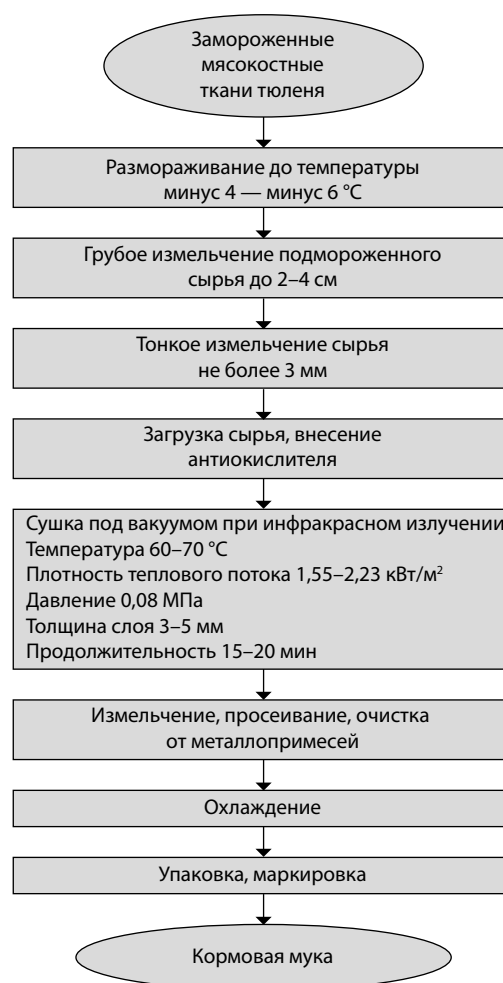 Замороженные
мясокостные
ткани тюленя
Размораживание до температуры
минус 4 — минус 6 °С
Грубое измельчение подмороженного
сырья до 2–4 см
Тонкое измельчение сырья
не более 3 мм
Загрузка сырья, внесение
антиокислителя
Сушка под вакуумом при инфракрасном излучении
Температура 60–70 °С
Плотность теплового потока 1,55–2,23 кВт/м²
Давление 0,08 МПа
Толщина слоя 3–5 мм
Продолжительность 15–20 мин
Измельчение, просеивание, очистка
от металлопримесей
Охлаждение
Упаковка, маркировка
Кормовая мука